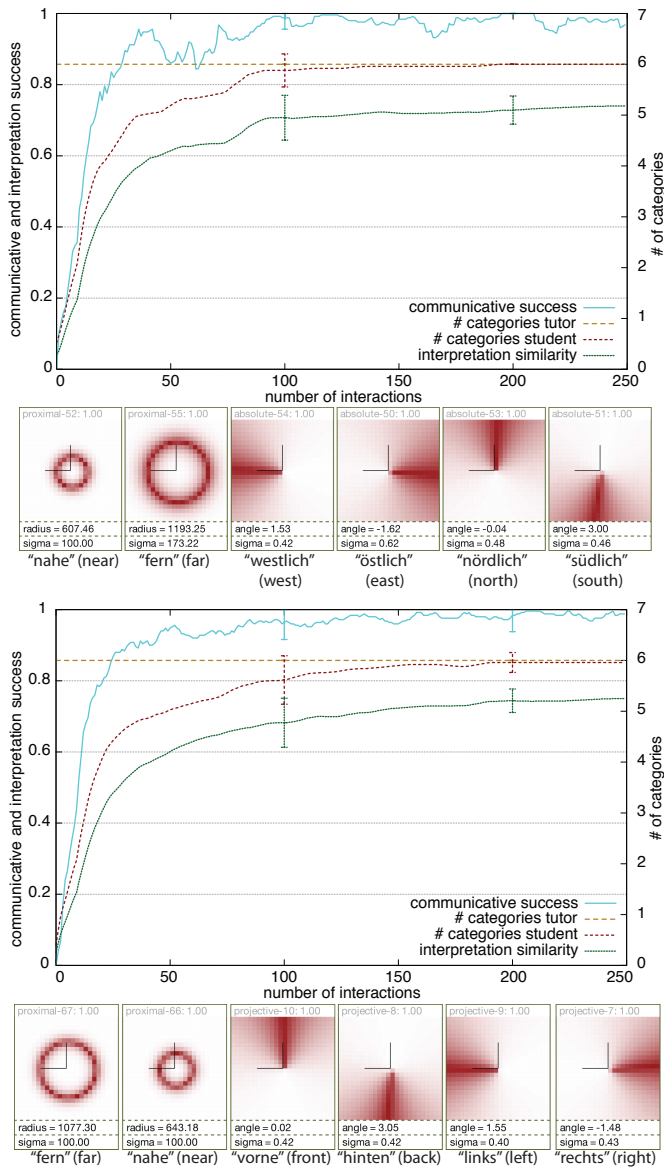 1
0.8
0.6
0.4
0.2
0
communicative and interpretation success
7
6
5
4
3
2
1
0
# of categories
communicative success
# categories tutor
# categories student
interpretation similarity
0 50 100 150 200 250
number of interactions
proximal-52: 1.00 proximal-55: 1.00 absolute-54: 1.00 absolute-50: 1.00 absolute-53: 1.00 absolute-51: 1.00
radius = 607.46 radius = 1193.25 angle = 1.53 angle = -1.62 angle = -0.04 angle = 3.00
sigma = 100.00 sigma = 173.22 sigma = 0.42 sigma = 0.62 sigma = 0.48 sigma = 0.46
“nahe” (near) “fern” (far) “westlich” “östlich” “nördlich” “südlich”
(west) (east) (north) (south)
1
0.8
0.6
0.4
0.2
0
communicative and interpretation success
7
6
5
4
3
2
1
0
# of categories
communicative success
# categories tutor
# categories student
interpretation similarity
0 50 100 150 200 250
number of interactions
proximal-67: 1.00 proximal-66: 1.00 projective-10: 1.00 projective-8: 1.00 projective-9: 1.00 projective-7: 1.00
radius = 1077.30 radius = 643.18 angle = 0.02 angle = 3.05 angle = 1.55 angle = -1.48
sigma = 100.00 sigma = 100.00 sigma = 0.42 sigma = 0.42 sigma = 0.40 sigma = 0.43
“fern” (far) “nahe” (near) “vorne” (front) “hinten” (back) “links” (left) “rechts” (right)